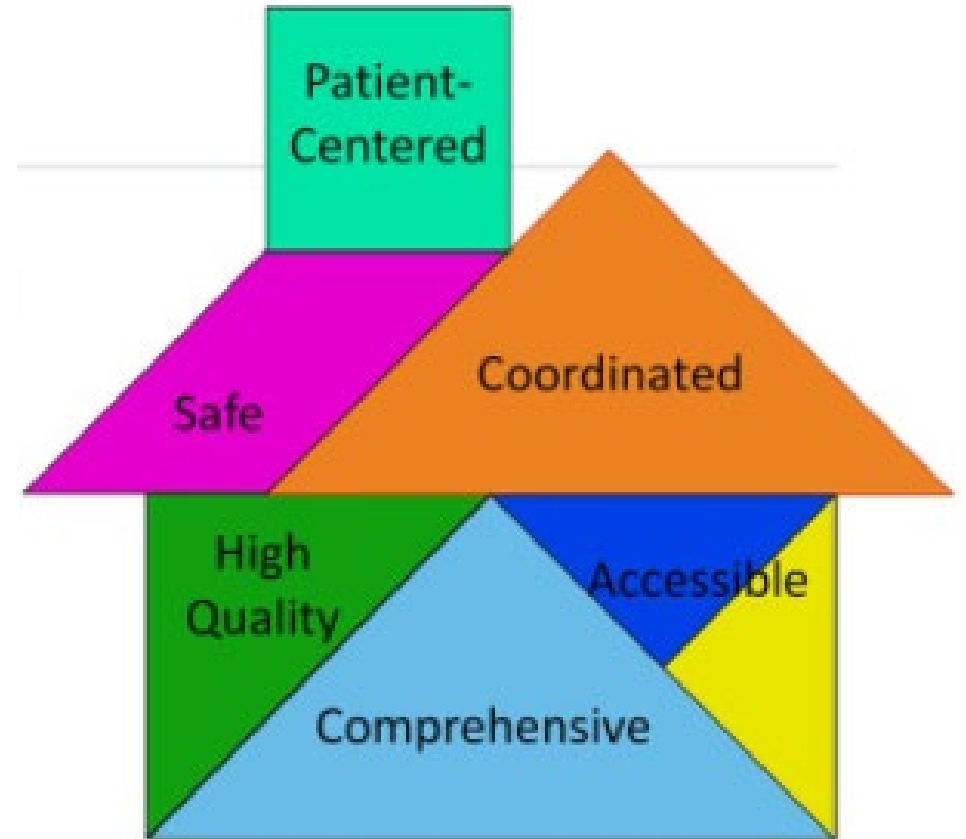 Patient-
Centered
Coordinated
Safe
High
Quality
Accessible
Comprehensive